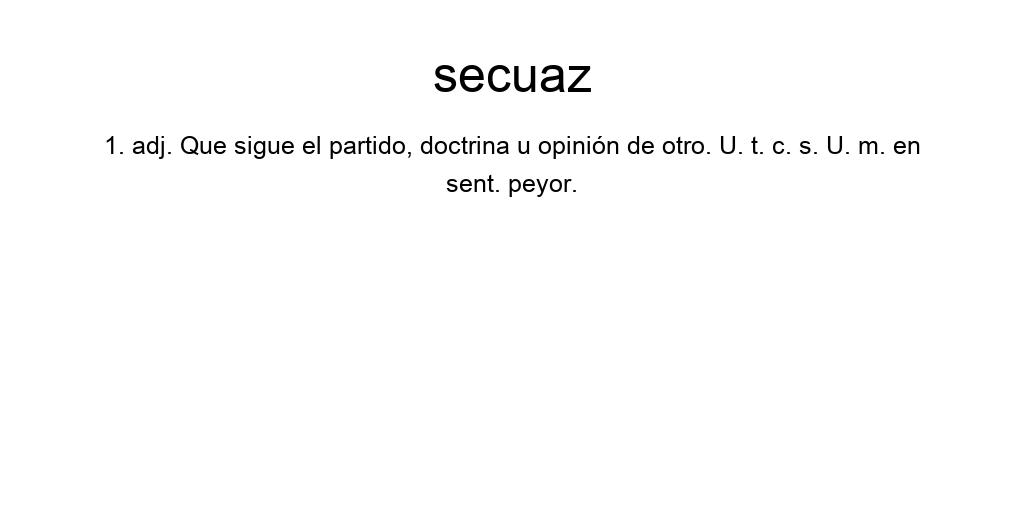 secuaz
1. adj. Que sigue el partido, doctrina u opinión de otro. U. t. c. s. U. m. en
sent. peyor.